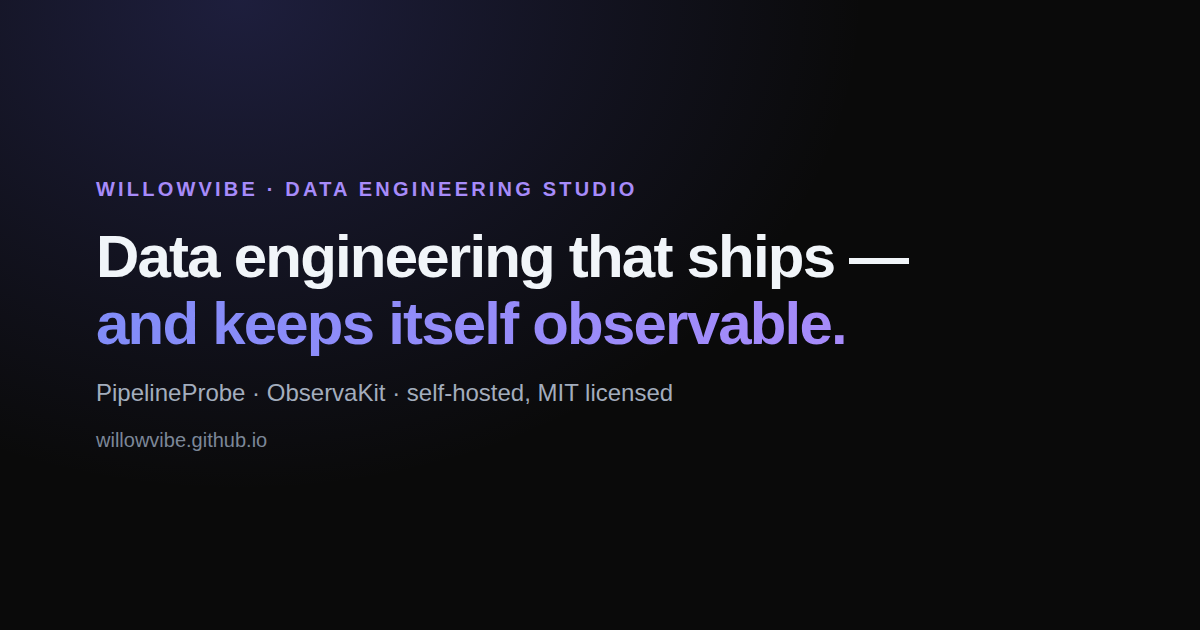 WILLOWVIBE · DATA ENGINEERING STUDIO
Data engineering that ships —
and keeps itself observable.
PipelineProbe · ObservaKit · self-hosted, MIT licensed
willowvibe.github.io